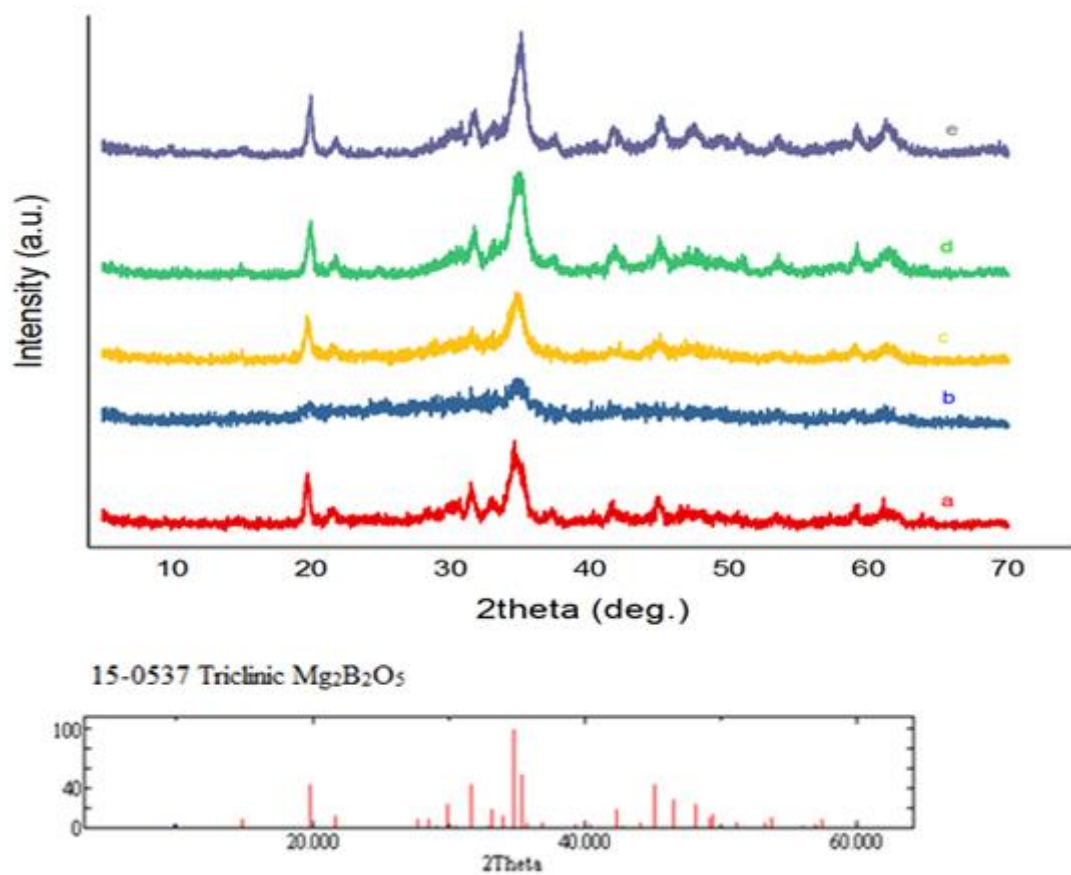 Intensity (a.u.)
e
d
c
b
a
10 20 30 40 50 60 70
2theta (deg.)
15-0537 Triclinic Mg₂B₂O₅
100
40
0
20.000 40.000 60.000
2Theta